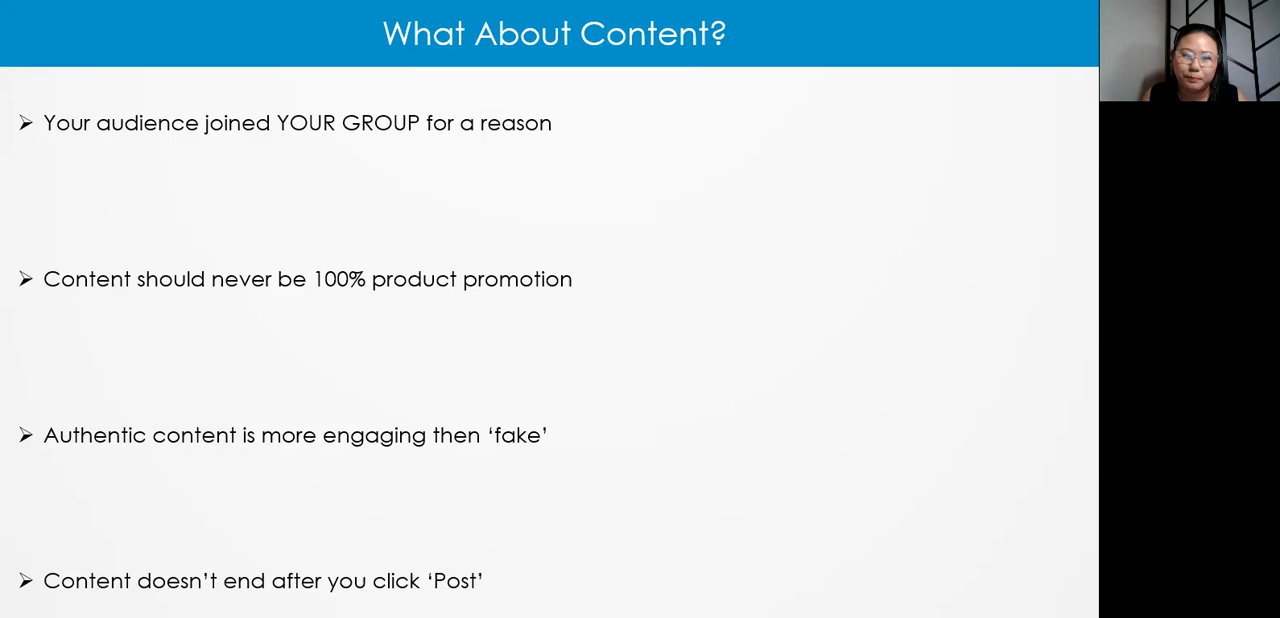 What About Content?
Your audience joined YOUR GROUP for a reason
Content should never be 100% product promotion
Authentic content is more engaging then ‘fake’
Content doesn’t end after you click ‘Post’